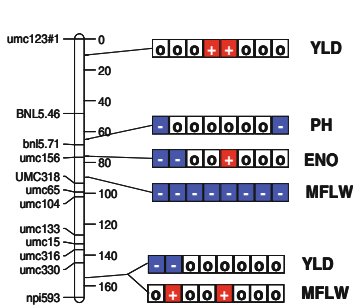 umc123#1 0 o o o + + o o o YLD
20
40
BNL5.46
60 - o o o o o o - PH
bnl5.71
umc156 80 - - o o + o o o ENO
UMC318
umc65 100 - - - - - - - - MFLW
umc104
120
umc133
umc15
umc316 140 - - o o o o o o YLD
umc330
160 o + o o + o o o MFLW
npi593